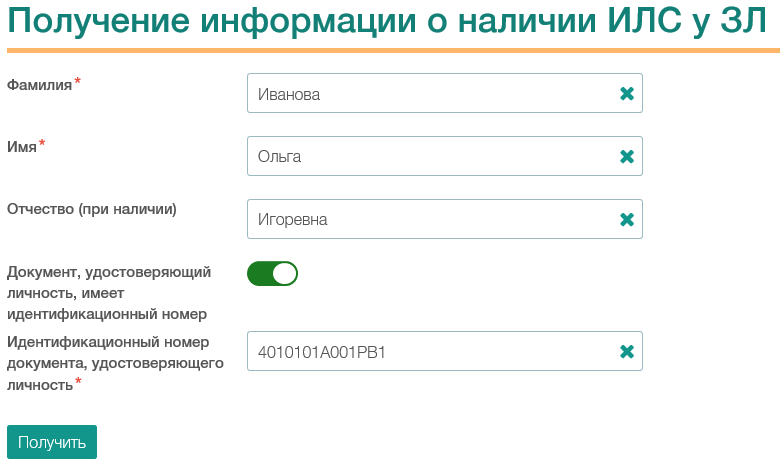 Получение информации о наличии ИЛС у ЗЛ
Фамилия*
Иванова
Имя*
Ольга
Отчество (при наличии)
Игоревна
Документ, удостоверяющий
личность, имеет
идентификационный номер
Идентификационный номер
документа, удостоверяющего
личность*
4010101A001PB1
Получить